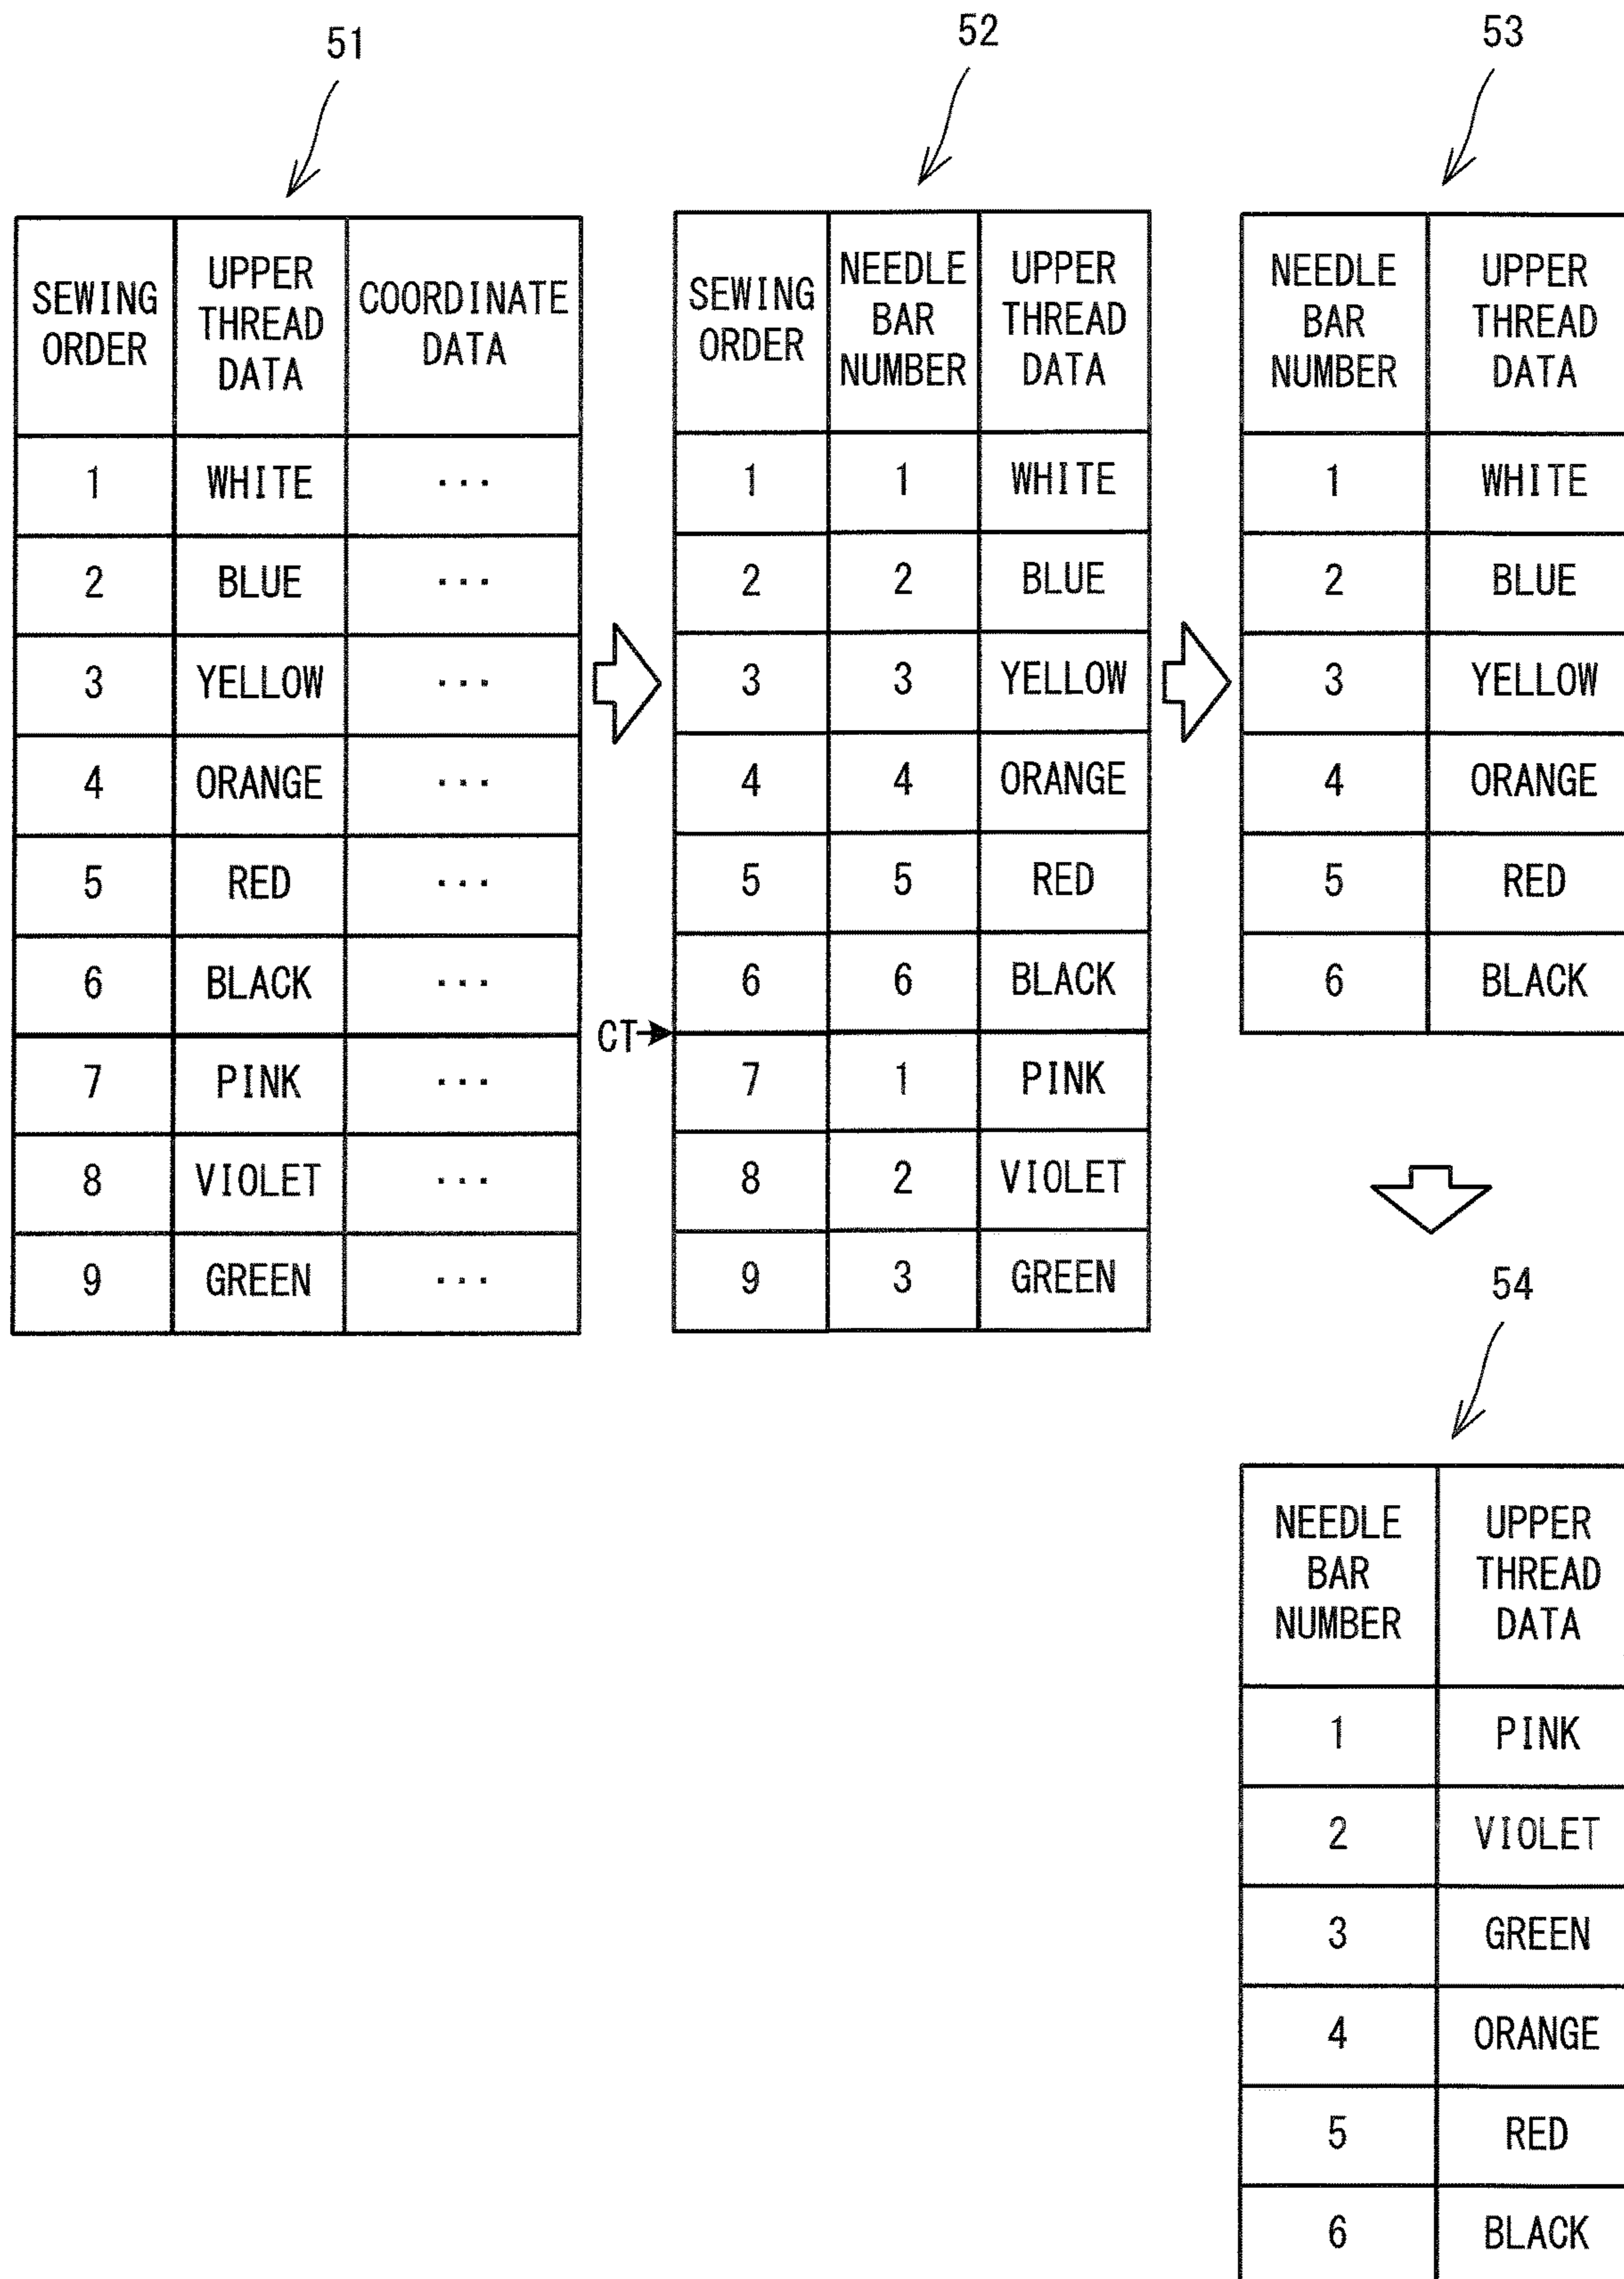 51
SEWING ORDER UPPER THREAD DATA COORDINATE DATA
1 WHITE ...
2 BLUE ...
3 YELLOW ...
4 ORANGE ...
5 RED ...
6 BLACK ...
7 PINK ...
8 VIOLET ...
9 GREEN ...
52
SEWING ORDER NEEDLE BAR NUMBER UPPER THREAD DATA
1 1 WHITE
2 2 BLUE
3 3 YELLOW
4 4 ORANGE
5 5 RED
6 6 BLACK
CT
7 1 PINK
8 2 VIOLET
9 3 GREEN
53
NEEDLE BAR NUMBER UPPER THREAD DATA
1 WHITE
2 BLUE
3 YELLOW
4 ORANGE
5 RED
6 BLACK
54
NEEDLE BAR NUMBER UPPER THREAD DATA
1 PINK
2 VIOLET
3 GREEN
4 ORANGE
5 RED
6 BLACK